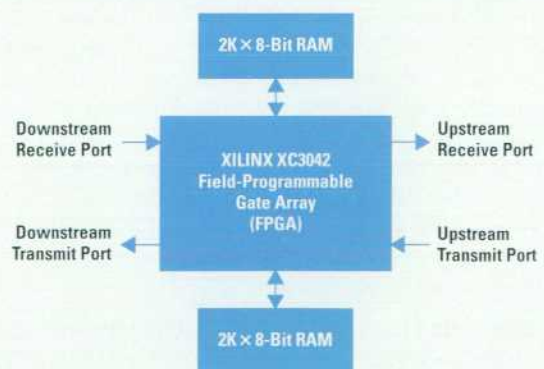 2K × 8-Bit RAM
Downstream
Receive Port
XILINX XC3042
Field-Programmable
Gate Array
(FPGA)
Upstream
Receive Port
Downstream
Transmit Port
Upstream
Transmit Port
2K × 8-Bit RAM